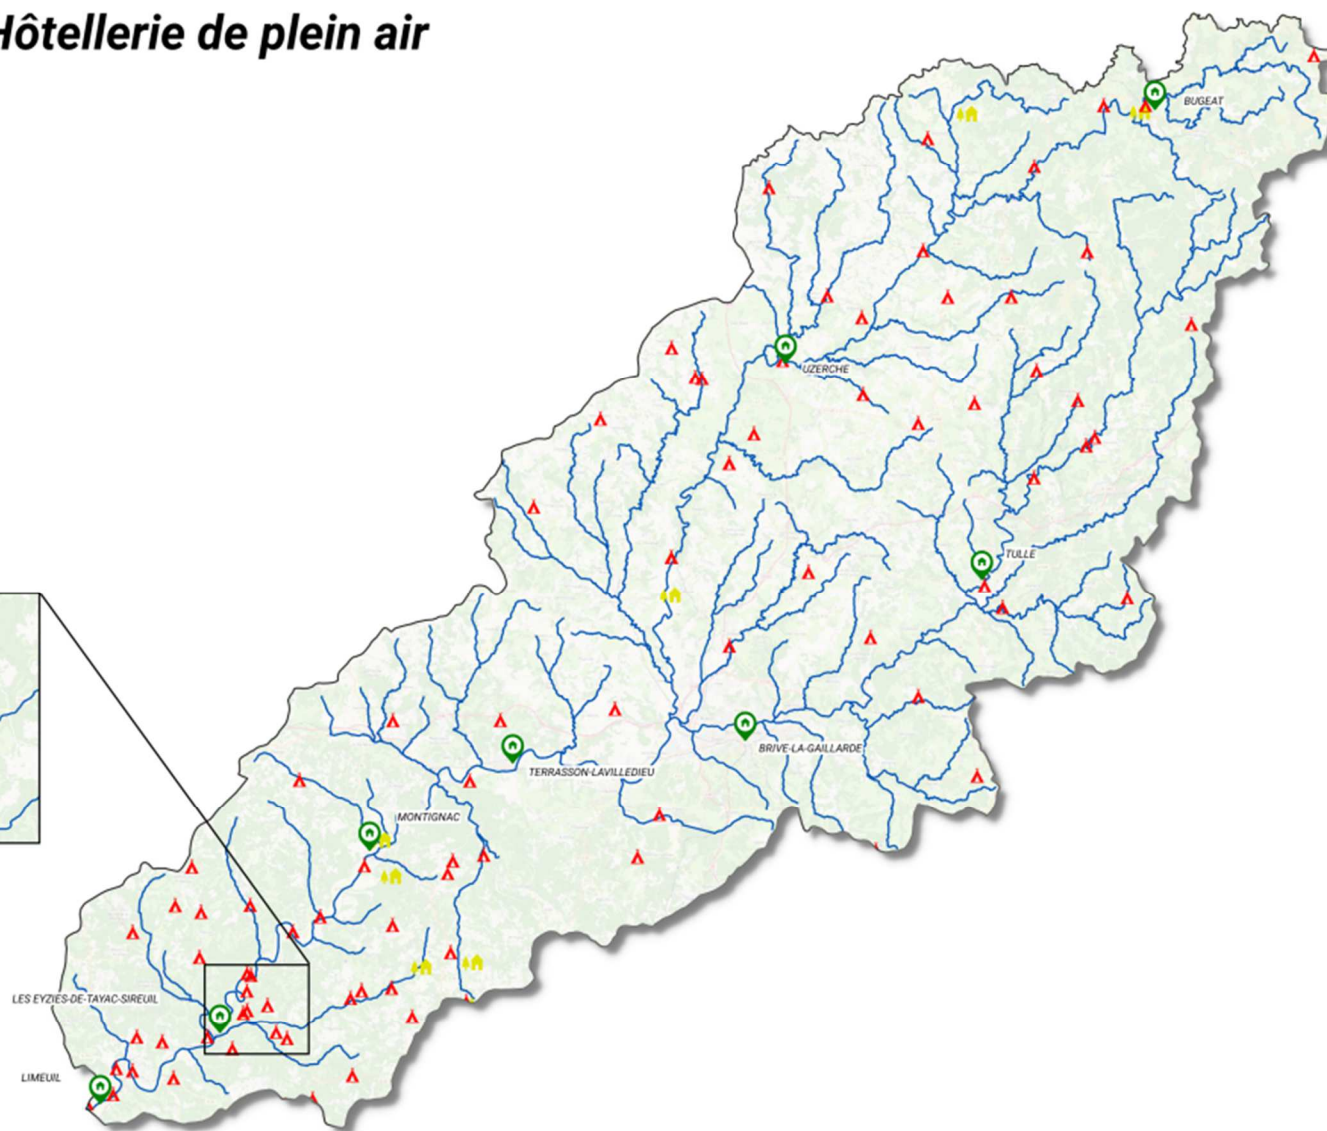 Hôtellerie de plein air
BUGEAT
UZERCHE
TULLE
BRIVE-LA-GAILLARDE
TERRASSON-LAVILLEDIEU
MONTIGNAC
LES EYZIES-DE-TAYAC-SIREUIL
LIMEUIL